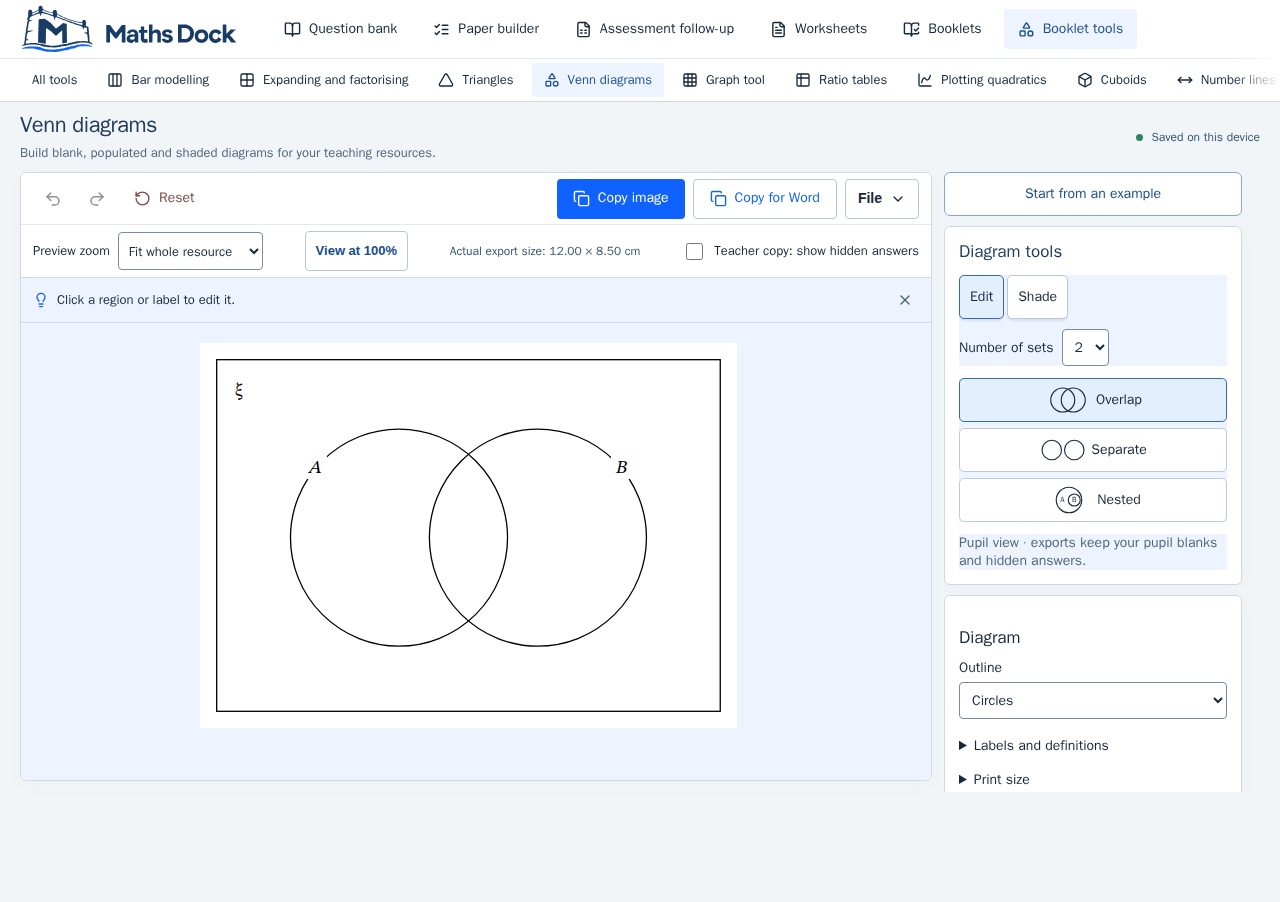 Maths Dock
Question bank
Paper builder
Assessment follow-up
Worksheets
Booklets
Booklet tools
All tools
Bar modelling
Expanding and factorising
Triangles
Venn diagrams
Graph tool
Ratio tables
Plotting quadratics
Cuboids
Number lines
Venn diagrams
Build blank, populated and shaded diagrams for your teaching resources.
Saved on this device
Reset
Copy image
Copy for Word
File
Start from an example
Preview zoom
Fit whole resource
View at 100%
Actual export size: 12.00 × 8.50 cm
Teacher copy: show hidden answers
Click a region or label to edit it.
ξ
A
B
Diagram tools
Edit
Shade
Number of sets
2
Overlap
Separate
A B
Nested
Pupil view · exports keep your pupil blanks
and hidden answers.
Diagram
Outline
Circles
Labels and definitions
Print size